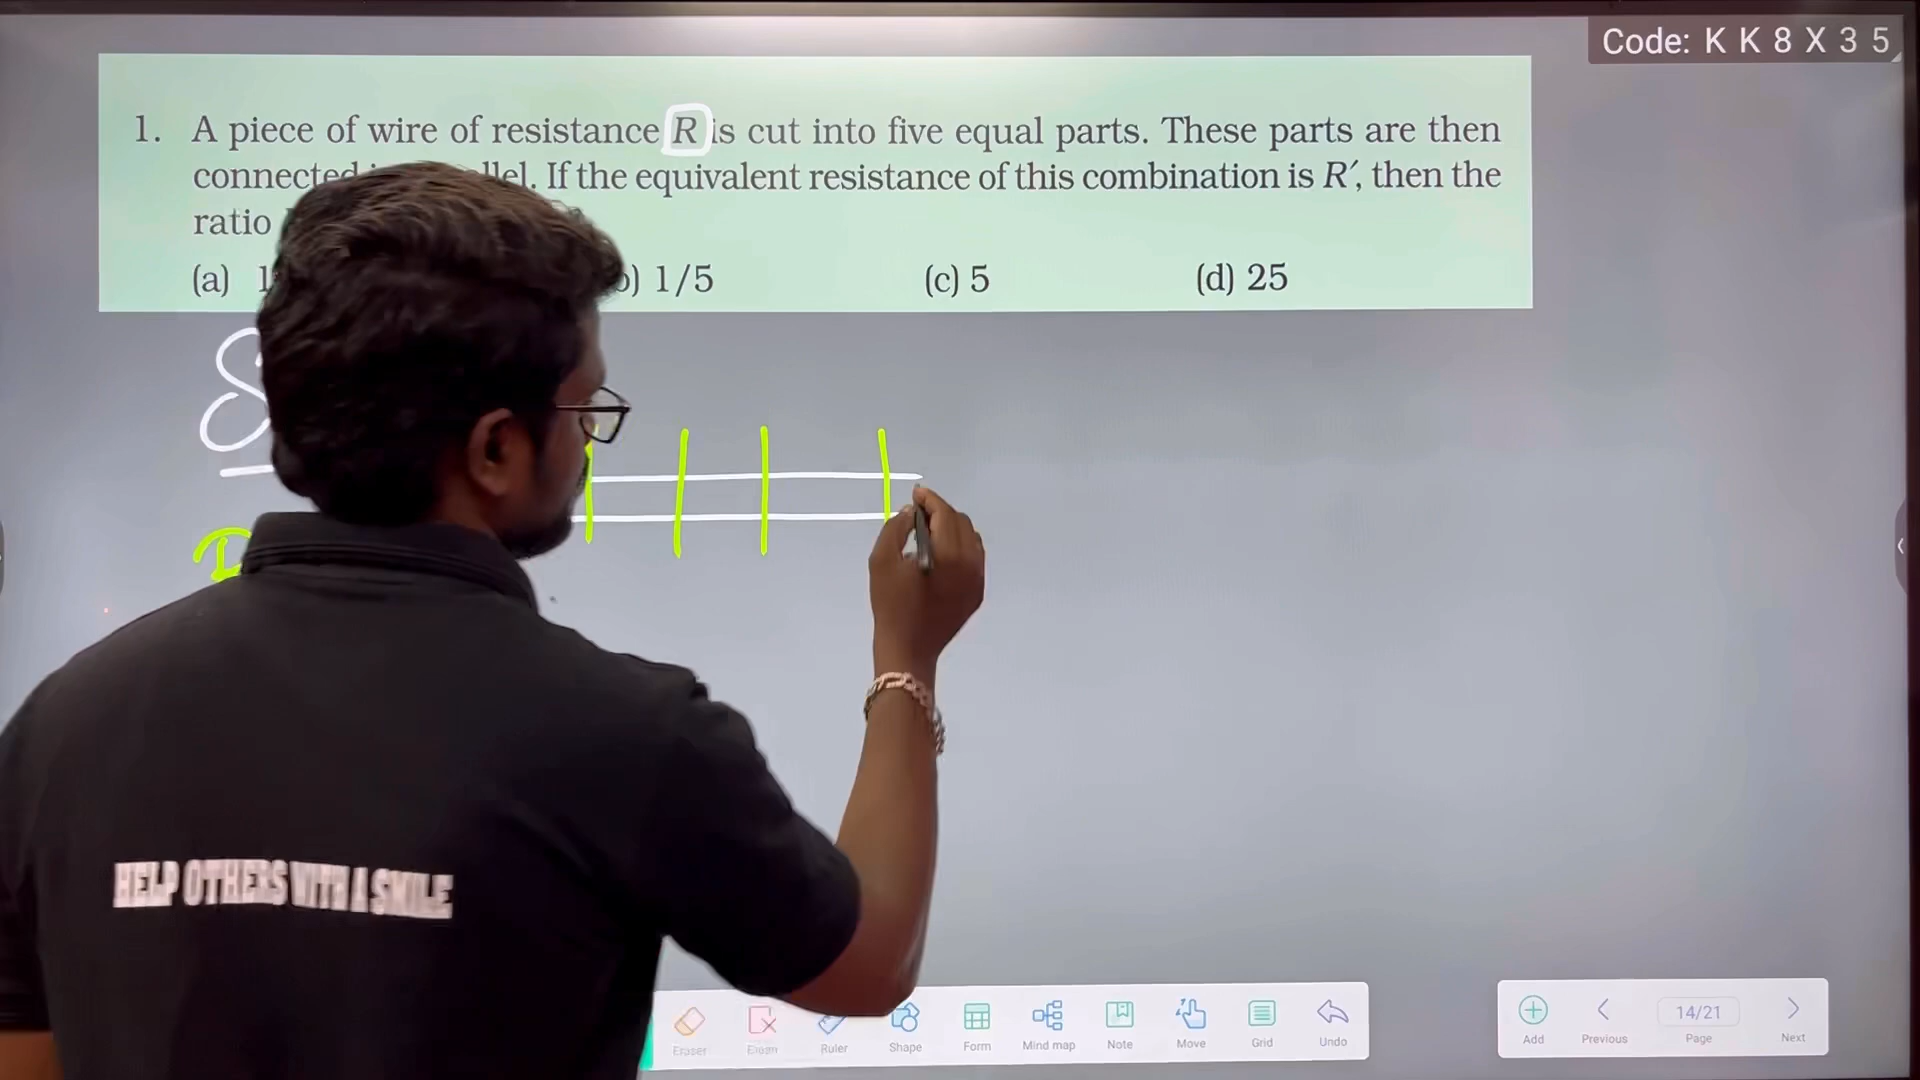 Code: K K 8 X 3 5
1. A piece of wire of resistance R is cut into five equal parts. These parts are then
connected If the equivalent resistance of this combination is R′, then the
ratio
(a) 1/5
(c) 5 (d) 25
HELP OTHERS WITH A SMILE
Eraser Clean Ruler Shape Form Mind map Note Move Grid Undo
Add Previous 14/21 Page Next